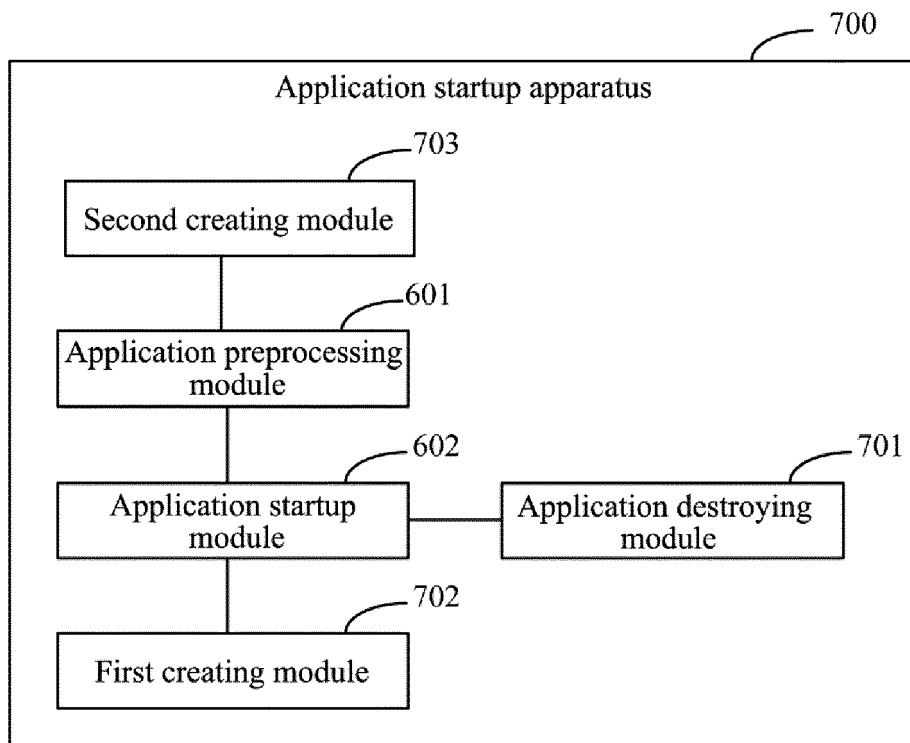 700
Application startup apparatus
703
Second creating module
601
Application preprocessing
module
602
Application startup
module
701
Application destroying
module
702
First creating module